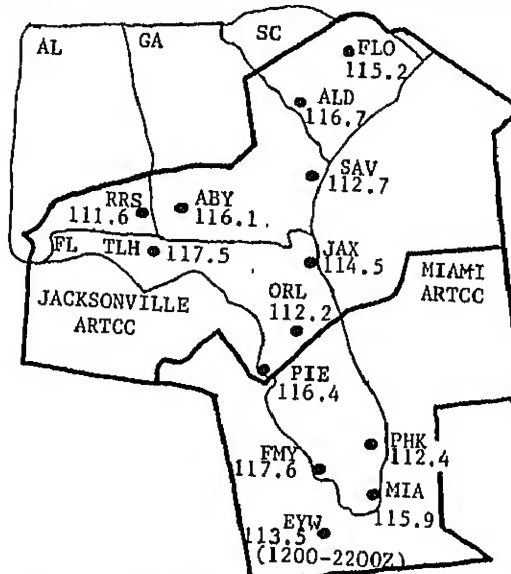 AL
GA
SC
FLO
115.2
ALD
116.7
SAV
112.7
RRS
111.6
ABY
116.1
FL
TLH
117.5
JAX
114.5
JACKSONVILLE
ARTCC
MIAMI
ARTCC
ORL
112.2
PIE
116.4
PHK
112.4
FMY
117.6
MIA
115.9
EYW
113.5
(1200-2200Z)